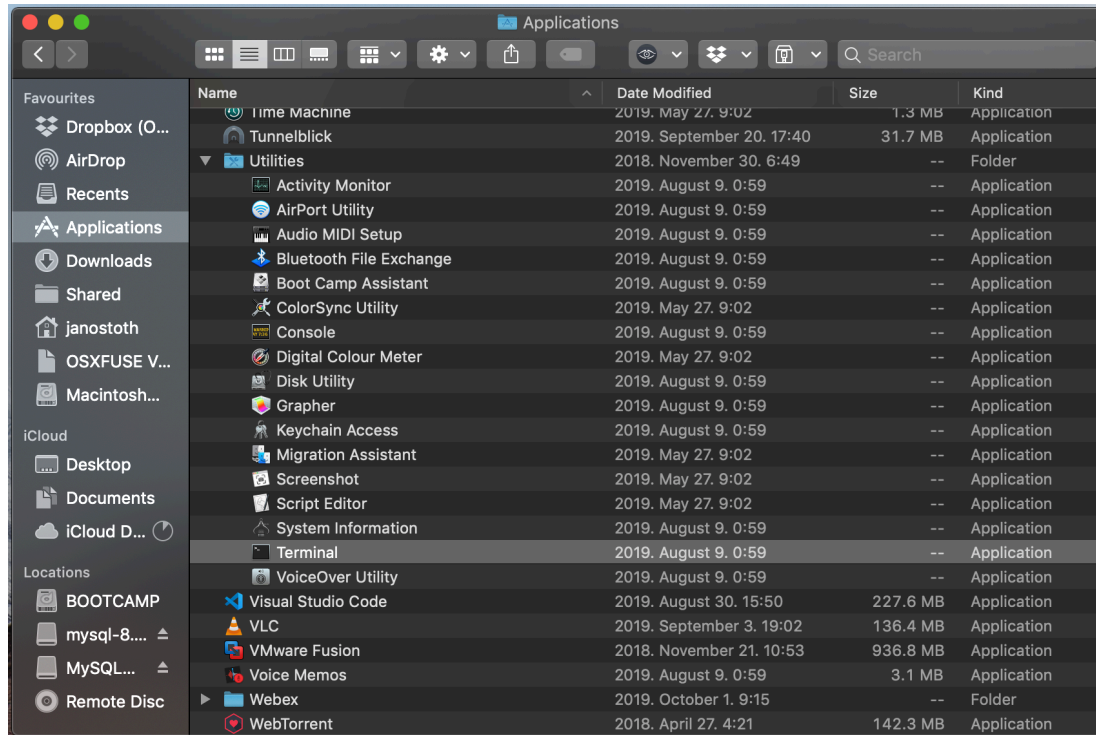 Applications
Search
Favourites
Dropbox (O...
AirDrop
Recents
Applications
Downloads
Shared
janostoth
OSXFUSE V...
Macintosh...
iCloud
Desktop
Documents
iCloud D...
Locations
BOOTCAMP
mysql-8....
MySQL...
Remote Disc
Name Date Modified Size Kind
Time Machine 2019. May 27. 9:02 1.3 MB Application
Tunnelblick 2019. September 20. 17:40 31.7 MB Application
Utilities 2018. November 30. 6:49 -- Folder
Activity Monitor 2019. August 9. 0:59 -- Application
AirPort Utility 2019. August 9. 0:59 -- Application
Audio MIDI Setup 2019. August 9. 0:59 -- Application
Bluetooth File Exchange 2019. August 9. 0:59 -- Application
Boot Camp Assistant 2019. August 9. 0:59 -- Application
ColorSync Utility 2019. May 27. 9:02 -- Application
Console 2019. August 9. 0:59 -- Application
Digital Colour Meter 2019. May 27. 9:02 -- Application
Disk Utility 2019. August 9. 0:59 -- Application
Grapher 2019. August 9. 0:59 -- Application
Keychain Access 2019. August 9. 0:59 -- Application
Migration Assistant 2019. May 27. 9:02 -- Application
Screenshot 2019. May 27. 9:02 -- Application
Script Editor 2019. May 27. 9:02 -- Application
System Information 2019. August 9. 0:59 -- Application
Terminal 2019. August 9. 0:59 -- Application
VoiceOver Utility 2019. August 9. 0:59 -- Application
Visual Studio Code 2019. August 30. 15:50 227.6 MB Application
VLC 2019. September 3. 19:02 136.4 MB Application
VMware Fusion 2018. November 21. 10:53 936.8 MB Application
Voice Memos 2019. August 9. 0:59 3.1 MB Application
Webex 2019. October 1. 9:15 -- Folder
WebTorrent 2018. April 27. 4:21 142.3 MB Application